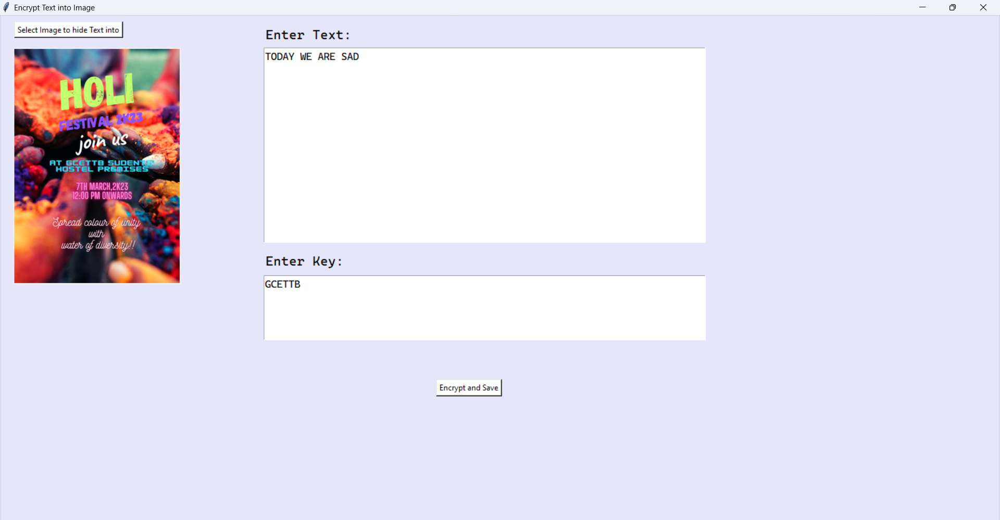 Encrypt Text into Image
Select Image to hide Text into
HOLI
FESTIVAL 2K23
join us
AT GCETTB SUDENTS'
HOSTEL PREMISES
7TH MARCH,2K23
12:00 PM ONWARDS
Spread colour of unity
with
water of diversity!!
Enter Text:
TODAY WE ARE SAD
Enter Key:
GCETTB
Encrypt and Save